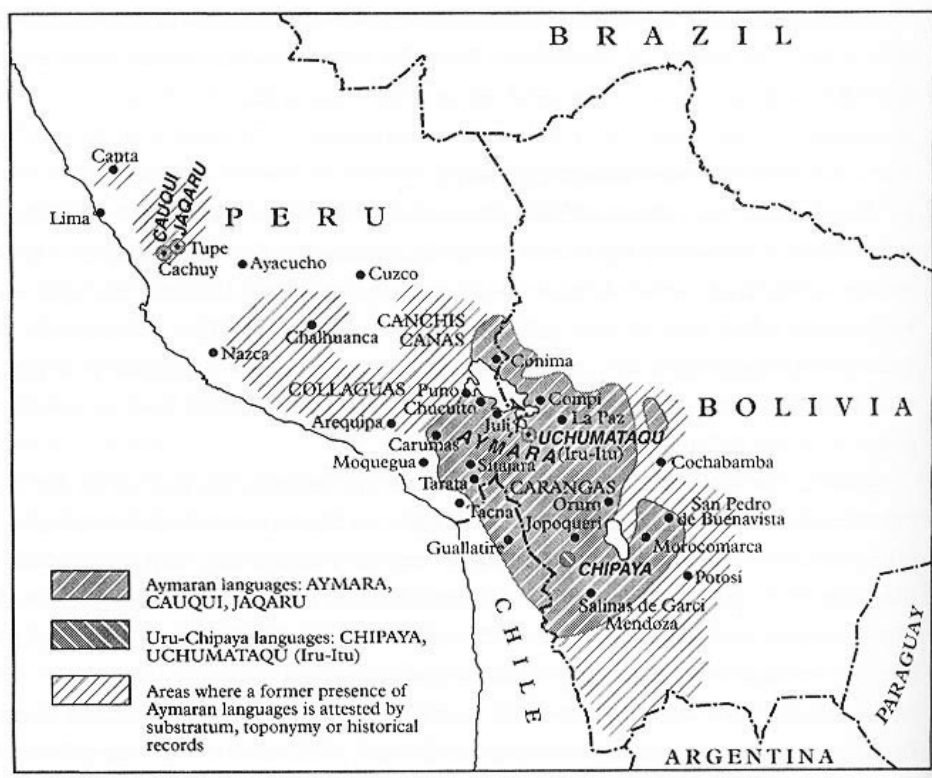 BRAZIL
Canta
CAUQUI
JAQARU
Lima
PERU
Tupe
Cachuy
Ayacucho
Cuzco
CANCHIS
CANAS
Chalhuanca
Nazca
Conima
COLLAGUAS
Puno
Compi
BOLIVIA
Chucuito
Juli
La Paz
Arequipa
AYMARA
UCHUMATAQU
(Iru-Itu)
Carumas
Moquegua
Sitajara
Cochabamba
Tarata
CARANGAS
Oruro
San Pedro
de Buenavista
Tacna
Jopoqueri
Guallatire
Morocomarca
CHIPAYA
Potosí
Salinas de Garci
Mendoza
CHILE
PARAGUAY
ARGENTINA
Aymaran languages: AYMARA,
CAUQUI, JAQARU
Uru-Chipaya languages: CHIPAYA,
UCHUMATAQU (Iru-Itu)
Areas where a former presence of
Aymaran languages is attested by
substratum, toponymy or historical
records